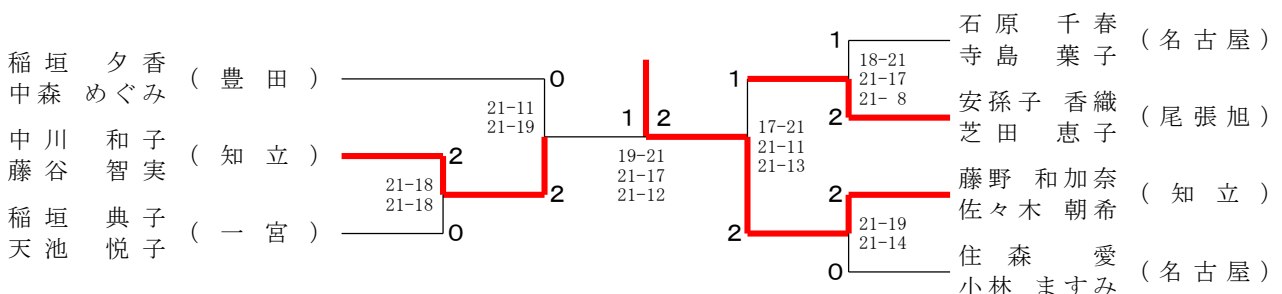 稲垣 夕香
中森 めぐみ
(豊田)
0
中川 和子
藤谷 智実
(知立)
2
稲垣 典子
天池 悦子
(一宮)
0
21-18
21-18
21-11
21-19
2
1 2
19-21
21-17
21-12
石原 千春
寺島 葉子
(名古屋)
1
安孫子 香織
芝田 恵子
(尾張旭)
2
18-21
21-17
21- 8
1
藤野 和加奈
佐々木 朝希
(知立)
2
住森 愛
小林 ますみ
(名古屋)
0
21-19
21-14
2
17-21
21-11
21-13